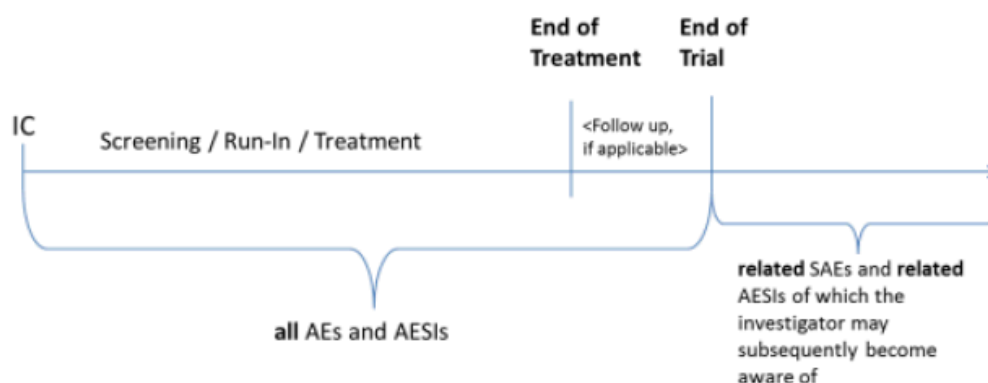 End of
Treatment
End of
Trial
IC
Screening / Run-In / Treatment
<Follow up,
if applicable>
all AEs and AESIs
related SAEs and related
AESIs of which the
investigator may
subsequently become
aware of